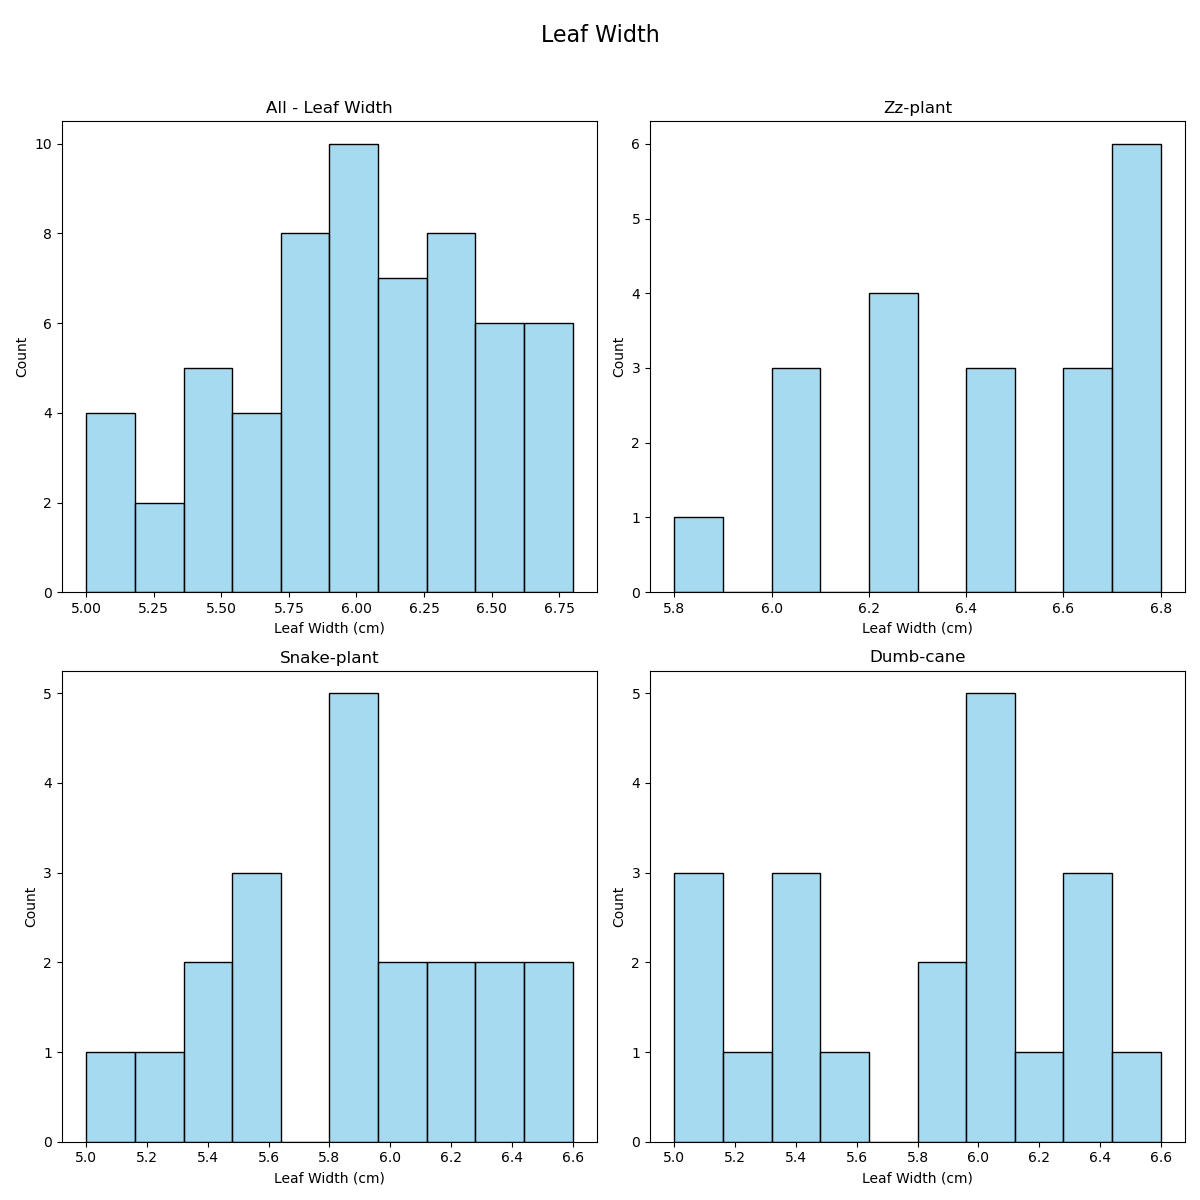 Leaf Width
All - Leaf Width
10
8
6
4
2
0
Count
5.00 5.25 5.50 5.75 6.00 6.25 6.50 6.75
Leaf Width (cm)
Zz-plant
6
5
4
3
2
1
0
Count
5.8 6.0 6.2 6.4 6.6 6.8
Leaf Width (cm)
Snake-plant
5
4
3
2
1
0
Count
5.0 5.2 5.4 5.6 5.8 6.0 6.2 6.4 6.6
Leaf Width (cm)
Dumb-cane
5
4
3
2
1
0
Count
5.0 5.2 5.4 5.6 5.8 6.0 6.2 6.4 6.6
Leaf Width (cm)